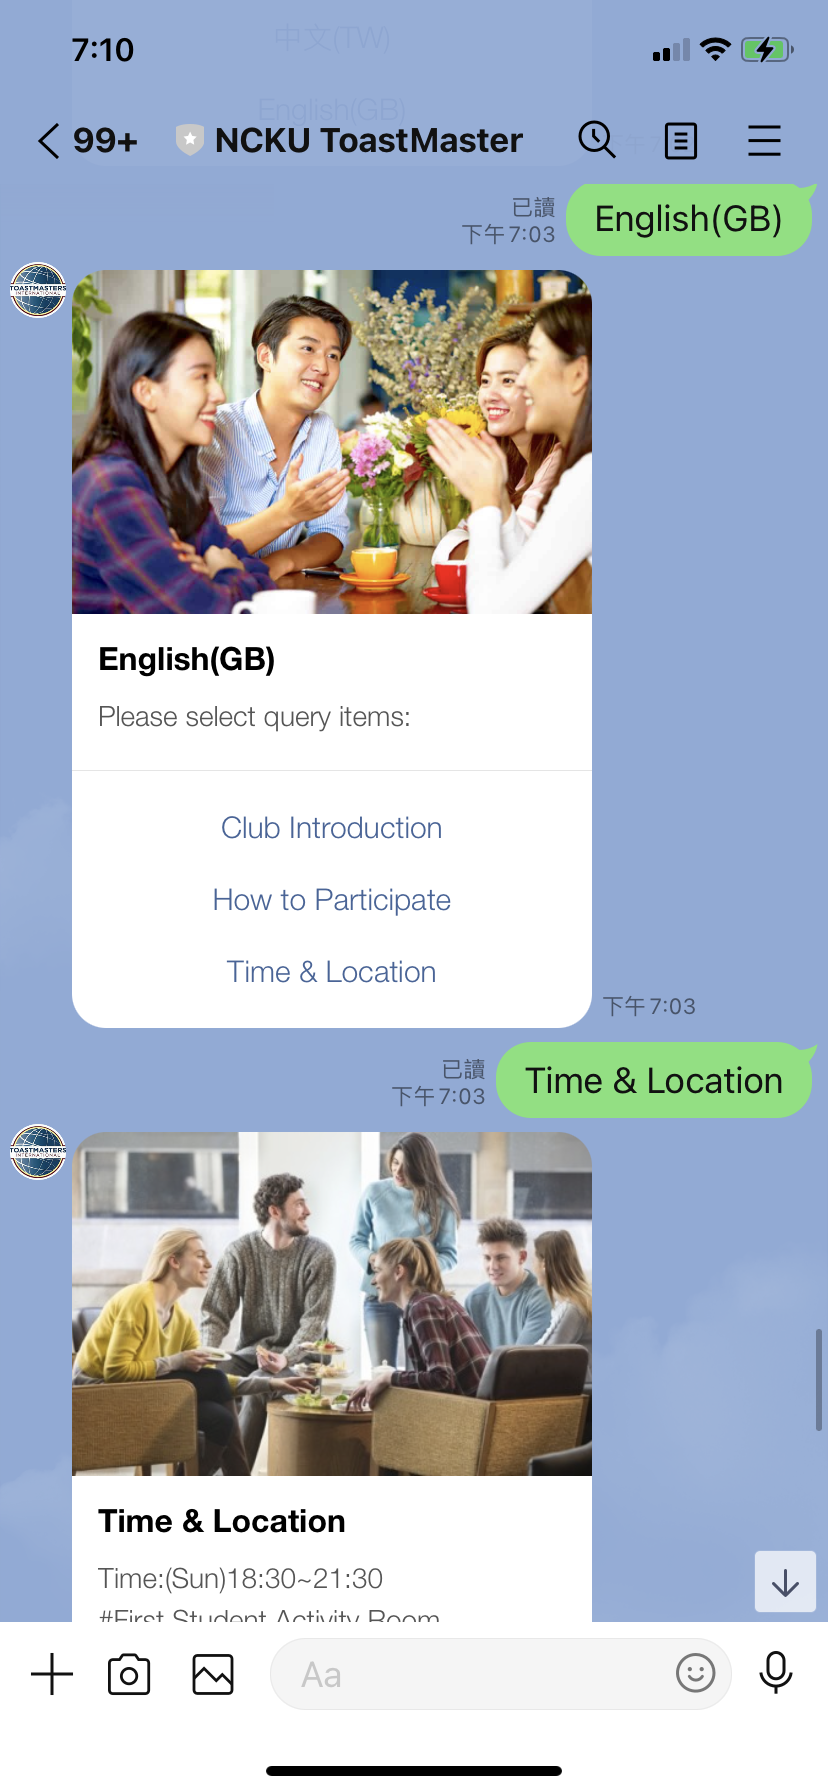 7:10
中文(TW)
English(GB)
99+
NCKU ToastMaster
下午 7
已讀
下午 7:03
English(GB)
TOASTMASTERS
INTERNATIONAL
English(GB)
Please select query items:
Club Introduction
How to Participate
Time & Location
下午 7:03
已讀
下午 7:03
Time & Location
TOASTMASTERS
INTERNATIONAL
Time & Location
Time:(Sun)18:30~21:30
#First Student Activity Room
Aa